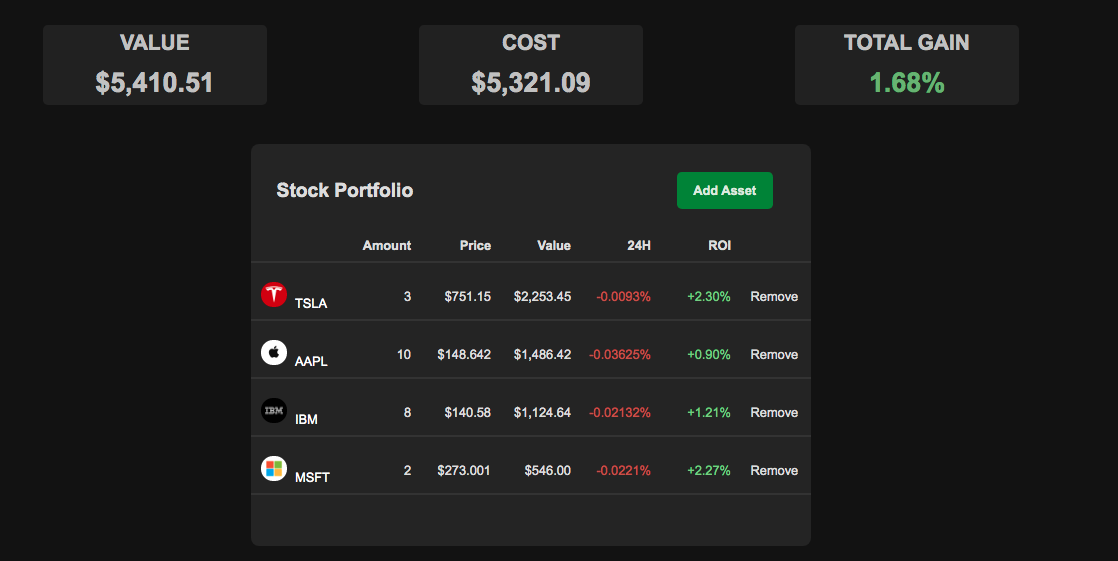 VALUE COST TOTAL GAIN
$5,410.51 $5,321.09 1.68%
Stock Portfolio Add Asset
Amount Price Value 24H ROI
TSLA 3 $751.15 $2,253.45 -0.0093% +2.30% Remove
AAPL 10 $148.642 $1,486.42 -0.03625% +0.90% Remove
IBM IBM 8 $140.58 $1,124.64 -0.02132% +1.21% Remove
MSFT 2 $273.001 $546.00 -0.0221% +2.27% Remove